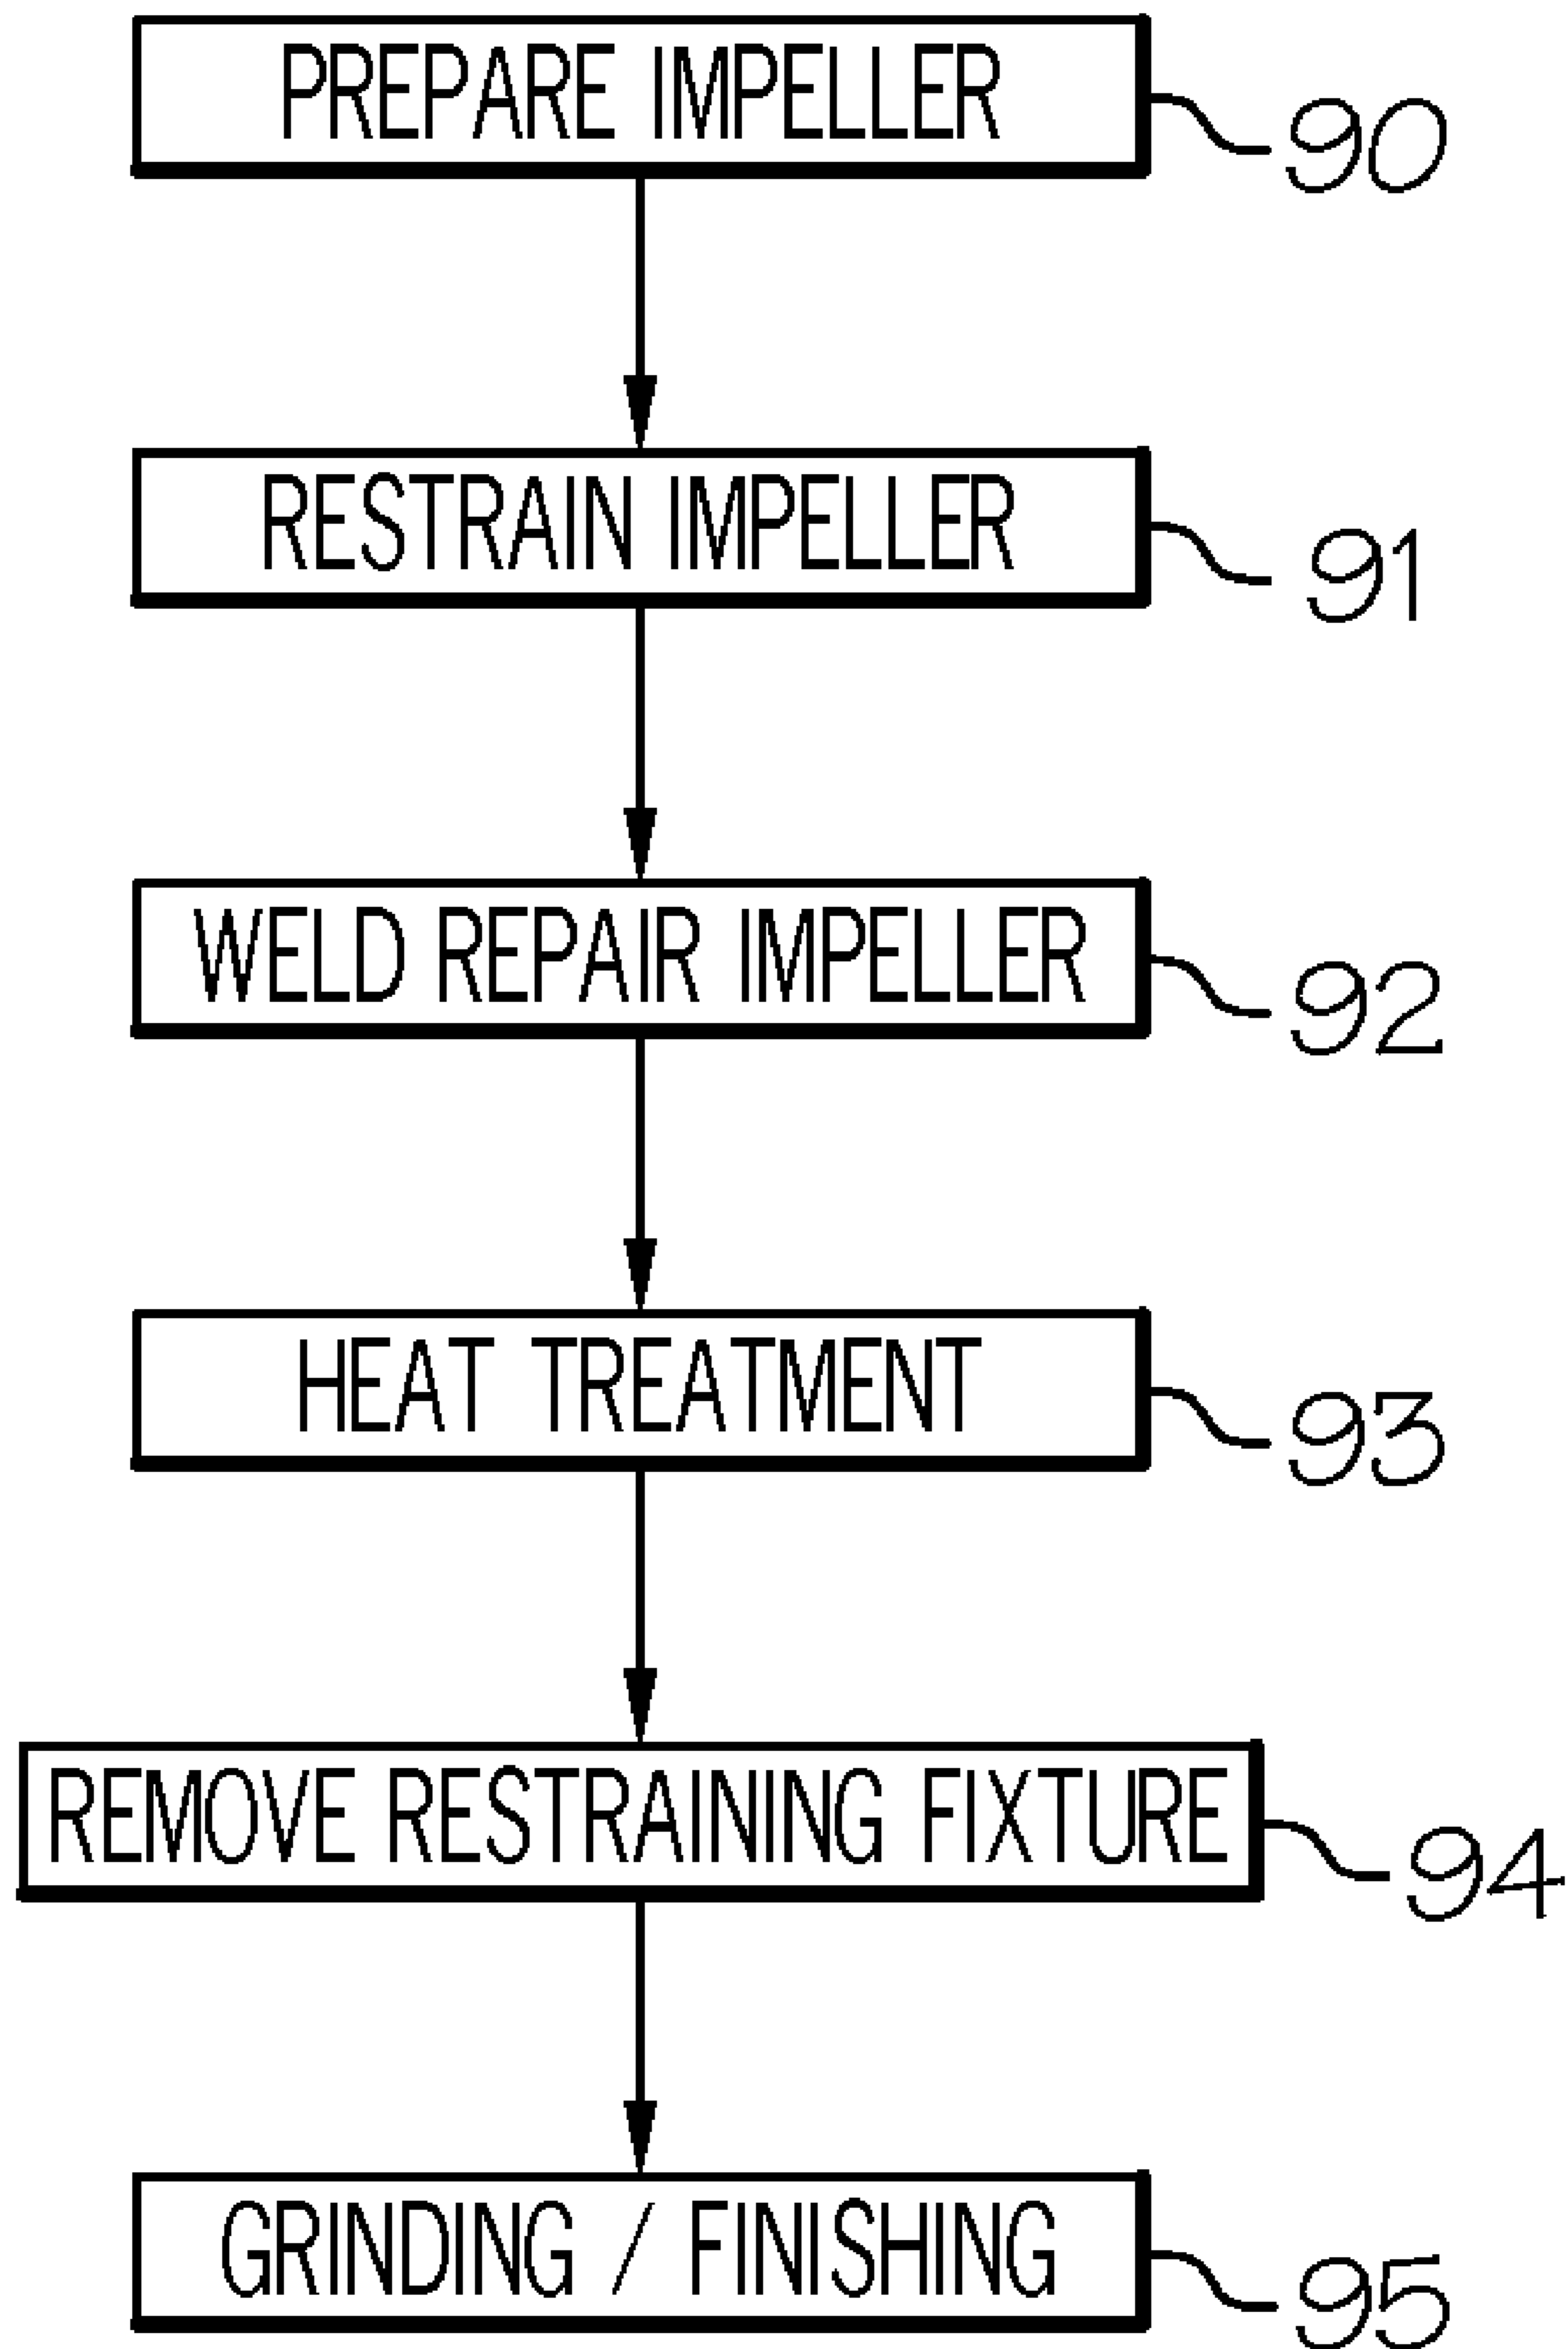 PREPARE IMPELLER
90
RESTRAIN IMPELLER
91
WELD REPAIR IMPELLER
92
HEAT TREATMENT
93
REMOVE RESTRAINING FIXTURE
94
GRINDING / FINISHING
95